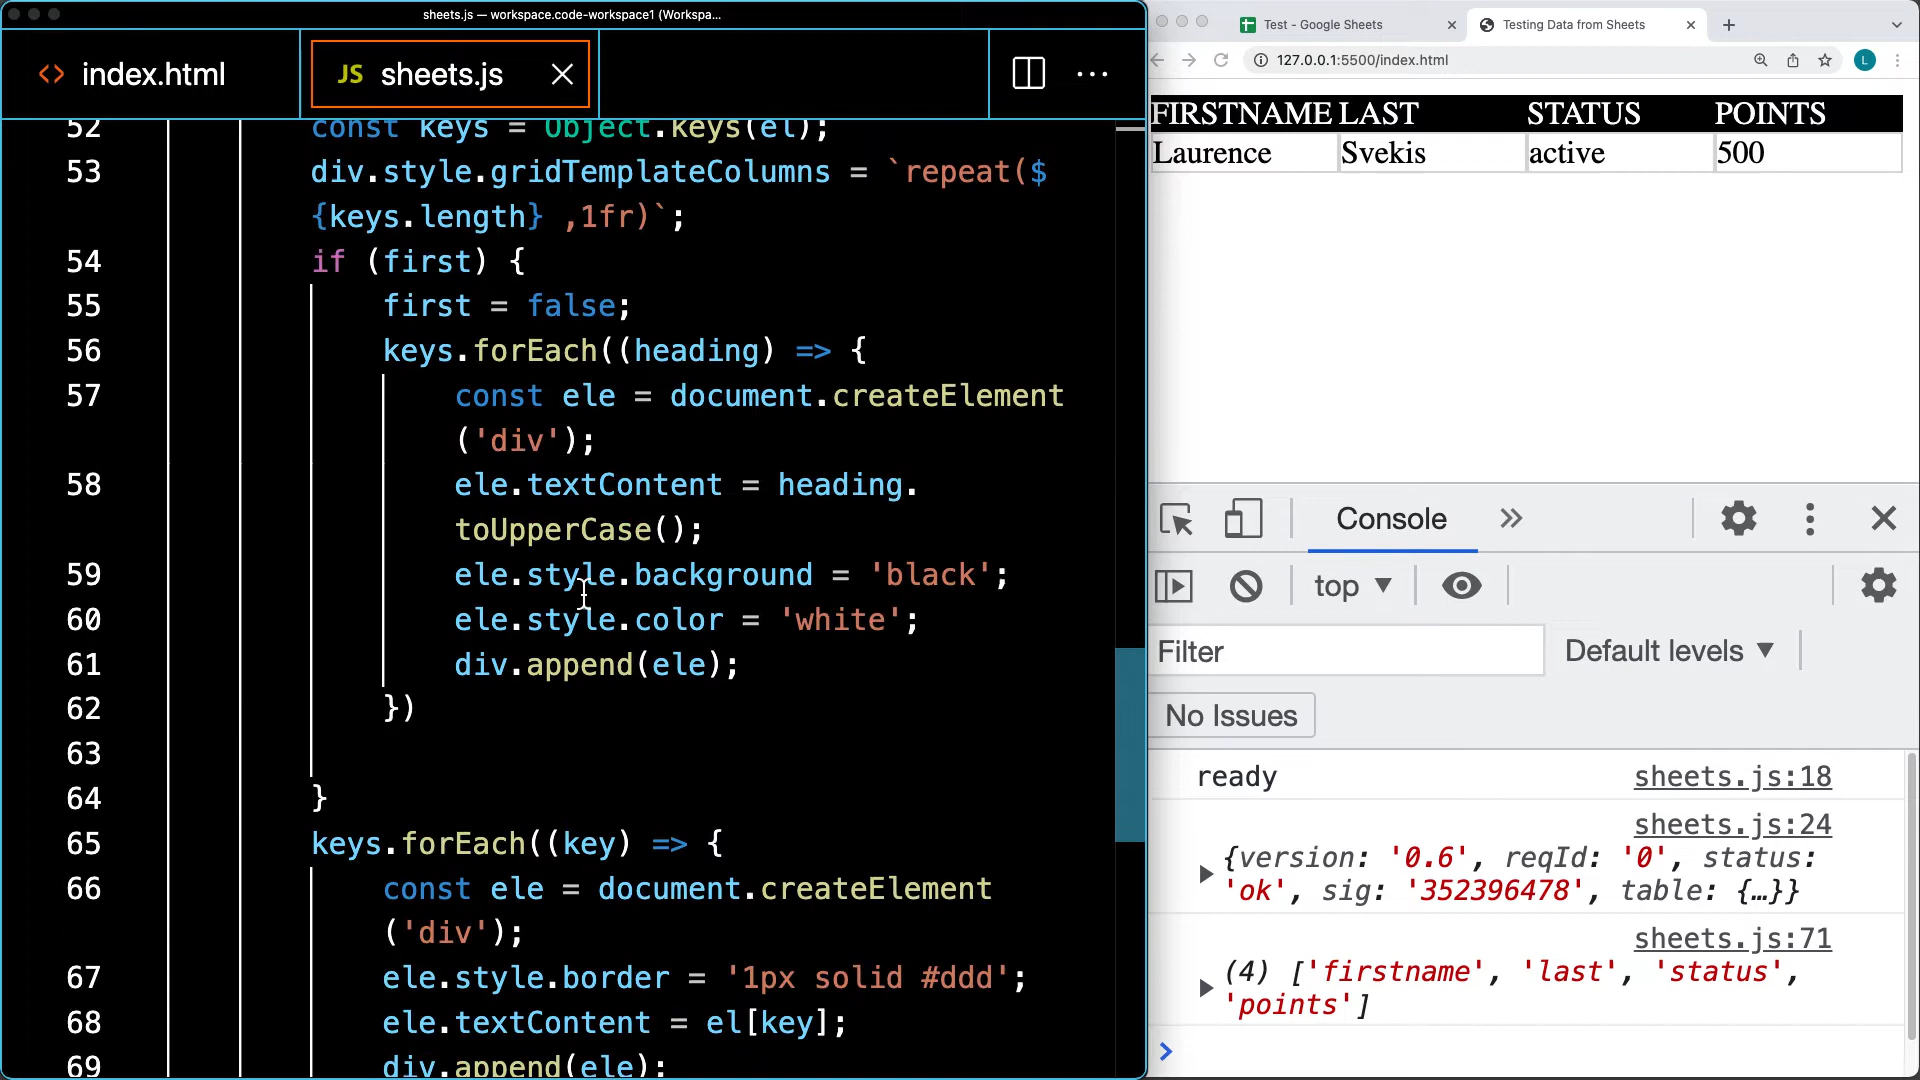 sheets.js — workspace.code-workspace1 (Workspa...
index.html
JS sheets.js
52 const keys = Object.keys(el);
53 div.style.gridTemplateColumns = `repeat($
{keys.length} ,1fr)`;
54 if (first) {
55 first = false;
56 keys.forEach((heading) => {
57 const ele = document.createElement
('div');
58 ele.textContent = heading.
toUpperCase();
59 ele.style.background = 'black';
60 ele.style.color = 'white';
61 div.append(ele);
62 })
63
64 }
65 keys.forEach((key) => {
66 const ele = document.createElement
('div');
67 ele.style.border = '1px solid #ddd';
68 ele.textContent = el[key];
69 div.append(ele);
Test - Google Sheets
Testing Data from Sheets
127.0.0.1:5500/index.html
L
FIRSTNAME LAST STATUS POINTS
Laurence Svekis active 500
Console
top
Filter
Default levels
No Issues
ready sheets.js:18
sheets.js:24
{version: '0.6', reqId: '0', status:
'ok', sig: '352396478', table: {…}}
sheets.js:71
(4) ['firstname', 'last', 'status',
'points']